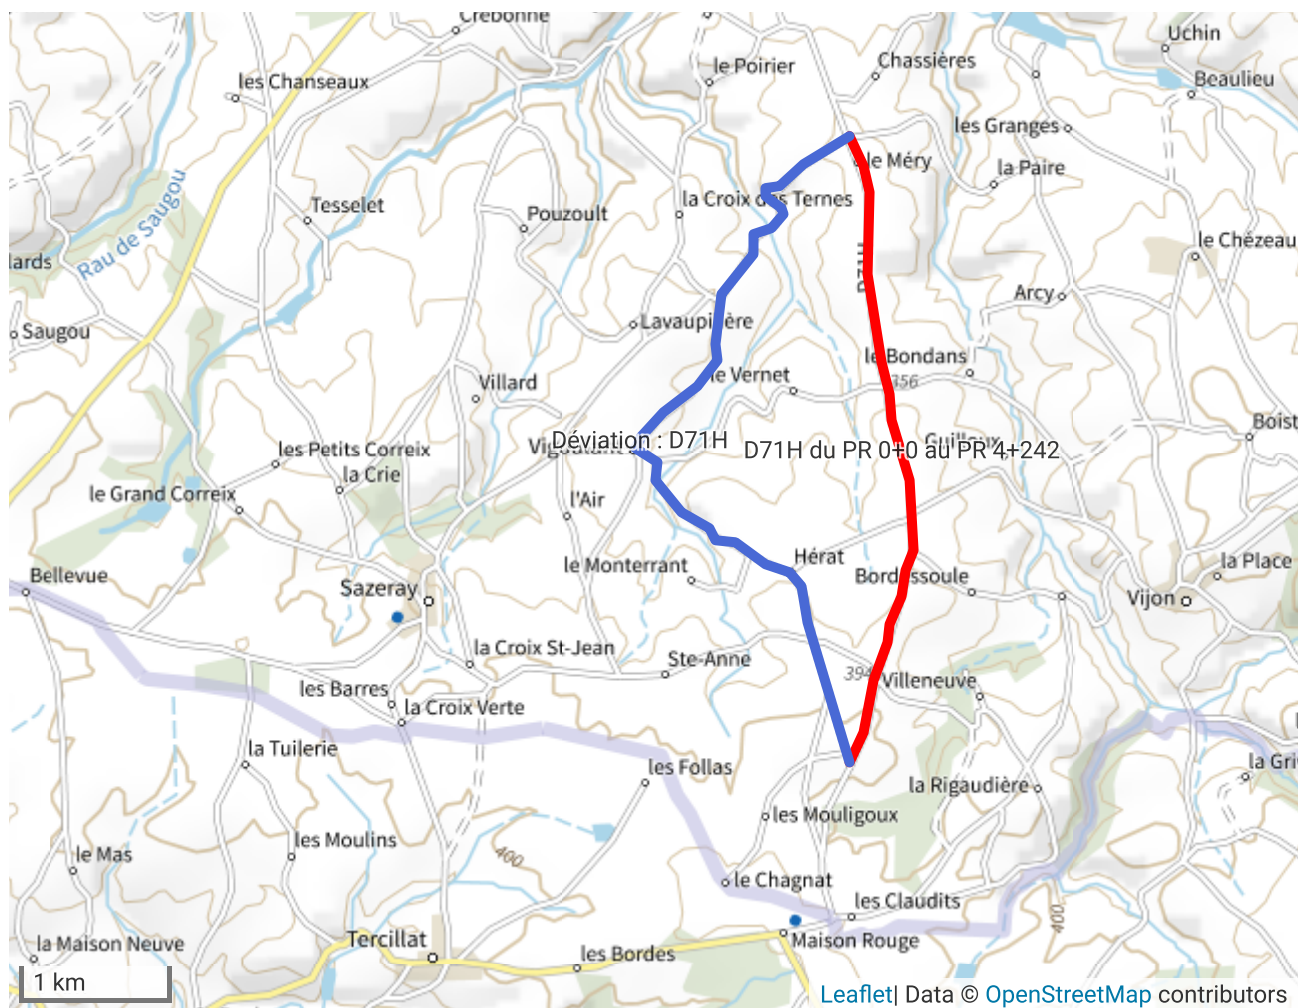 Crébonne
Uchin
le Poirier
Chassières
Beaulieu
les Chanseaux
les Granges
le Méry
la Paire
Rau de Saugou
Tesselet
la Croix des Ternes
Pouzoult
le Chézeau
lards
D71H
Arcy
Saugou
Lavaupilière
le Bondans
le Vernet
356
Villard
Boist
Déviation : D71H
Guilloux
D71H du PR 0+0 au PR 4+242
les Petits Correix
la Crie
le Grand Correix
l'Air
Hérat
le Monterrant
la Place
Bellevue
Bordessoule
Sazeray
Vijon
la Croix St-Jean
Ste-Anne
394
Villeneuve
les Barres
la Croix Verte
la Tuilerie
les Follas
la Gri
la Rigaudière
les Mouligoux
les Moulins
400
le Mas
le Chagnat
les Claudits
400
la Maison Neuve
Tercillat
Maison Rouge
les Bordes
1 km
Leaflet| Data © OpenStreetMap contributors